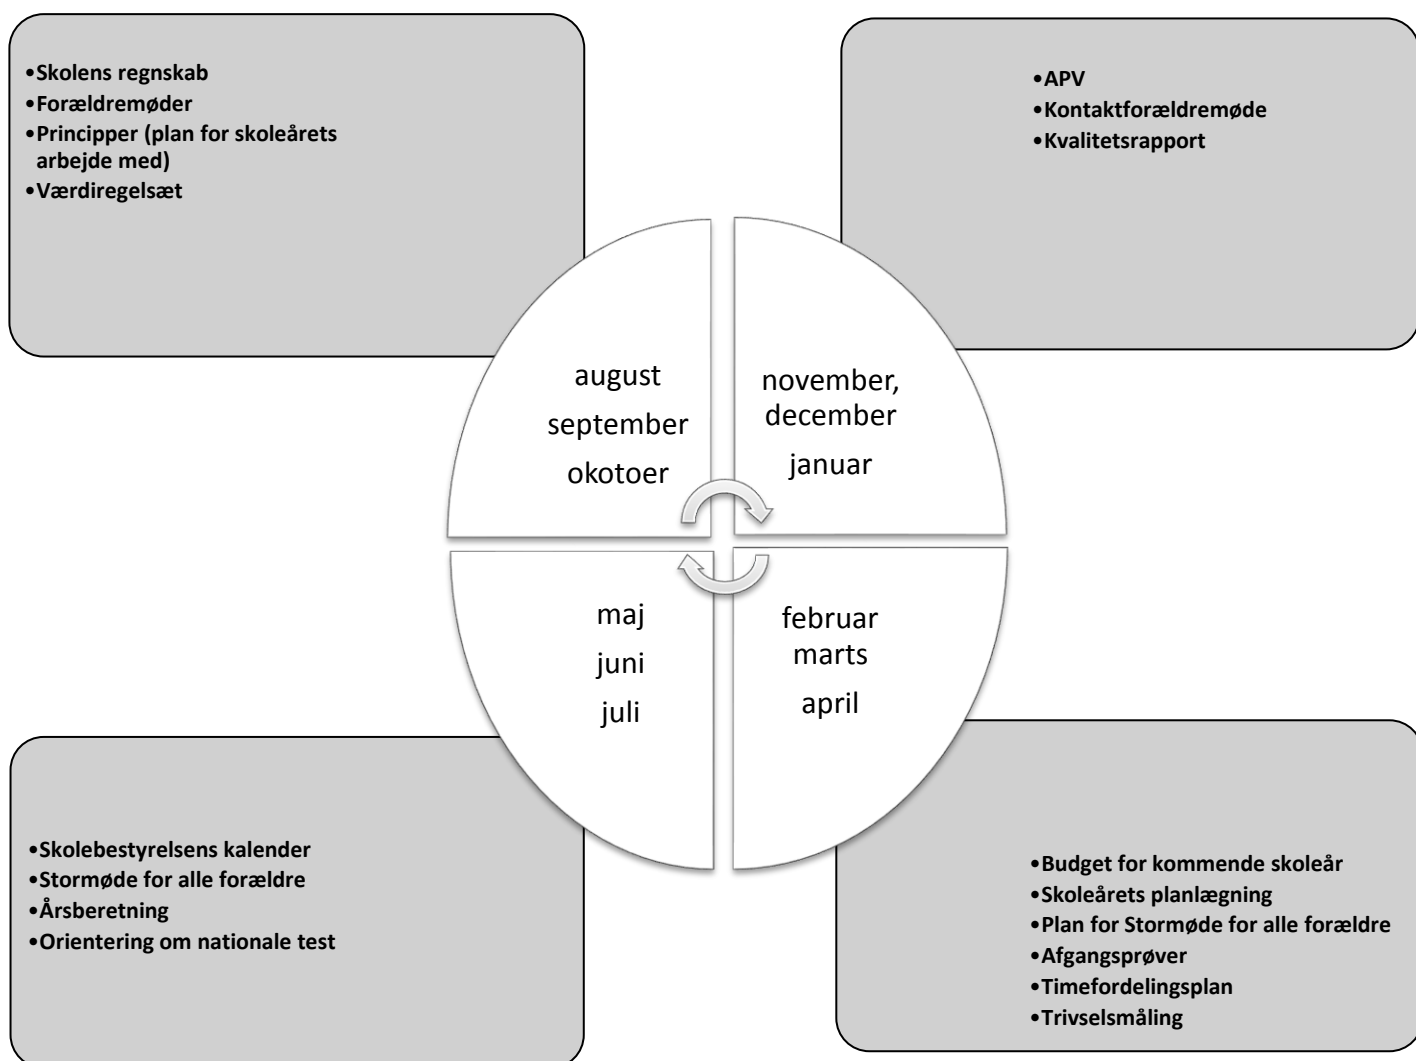 •Skolens regnskab
•Forældremøder
•Principper (plan for skoleårets
arbejde med)
•Værdiregelsæt
•APV
•Kontaktforældremøde
•Kvalitetsrapport
august
september
okotoer
november,
december
januar
maj
juni
juli
februar
marts
april
•Skolebestyrelsens kalender
•Stormøde for alle forældre
•Årsberetning
•Orientering om nationale test
•Budget for kommende skoleår
•Skoleårets planlægning
•Plan for Stormøde for alle forældre
•Afgangsprøver
•Timefordelingsplan
•Trivselsmåling